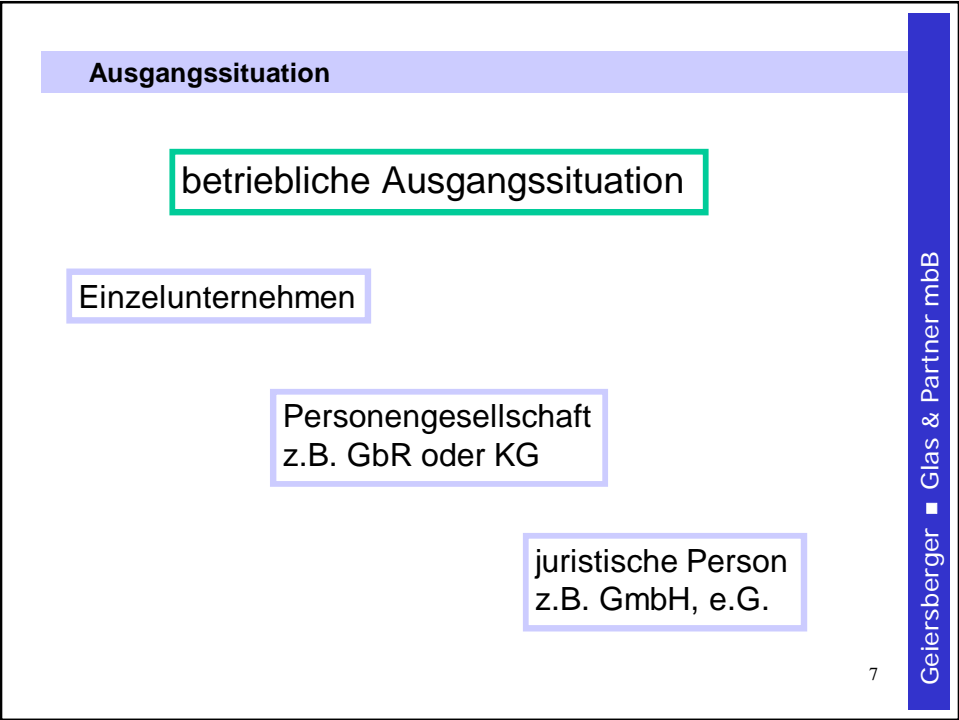 Ausgangssituation
betriebliche Ausgangssituation
Einzelunternehmen
Personengesellschaft
z.B. GbR oder KG
juristische Person
z.B. GmbH, e.G.
7
Geiersberger ■ Glas & Partner mbB